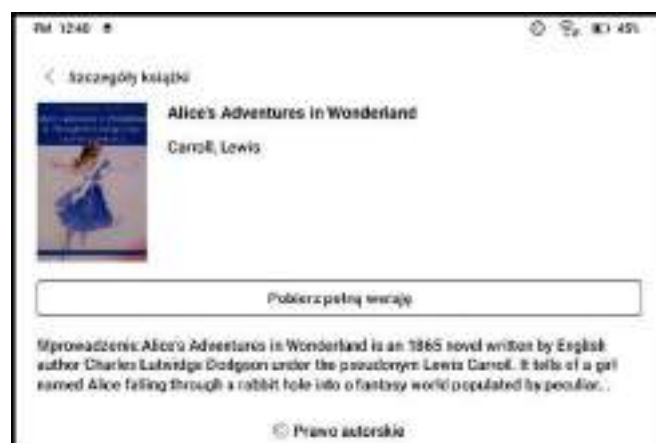 PM 12:40 45%
Szczegóły książki
Alice's Adventures in Wonderland
Carroll, Lewis
Pobierz pełną wersję
Wprowadzenie: Alice's Adventures in Wonderland is an 1865 novel written by English
author Charles Lutwidge Dodgson under the pseudonym Lewis Carroll. It tells of a girl
named Alice falling through a rabbit hole into a fantasy world populated by peculiar...
© Prawo autorskie